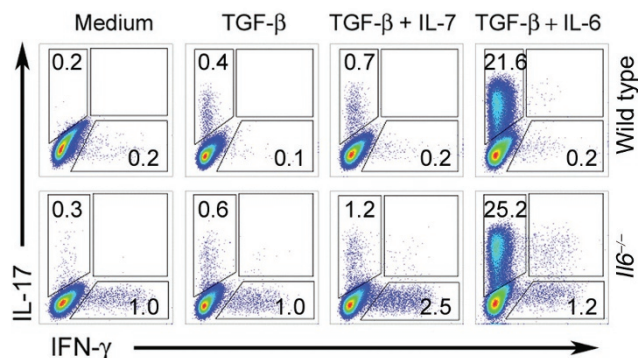 Medium TGF-β TGF-β + IL-7 TGF-β + IL-6
0.2 0.4 0.7 21.6
0.2 0.1 0.2 0.2
Wild type
0.3 0.6 1.2 25.2
1.0 1.0 2.5 1.2
Il6⁻/⁻
IL-17
IFN-γ